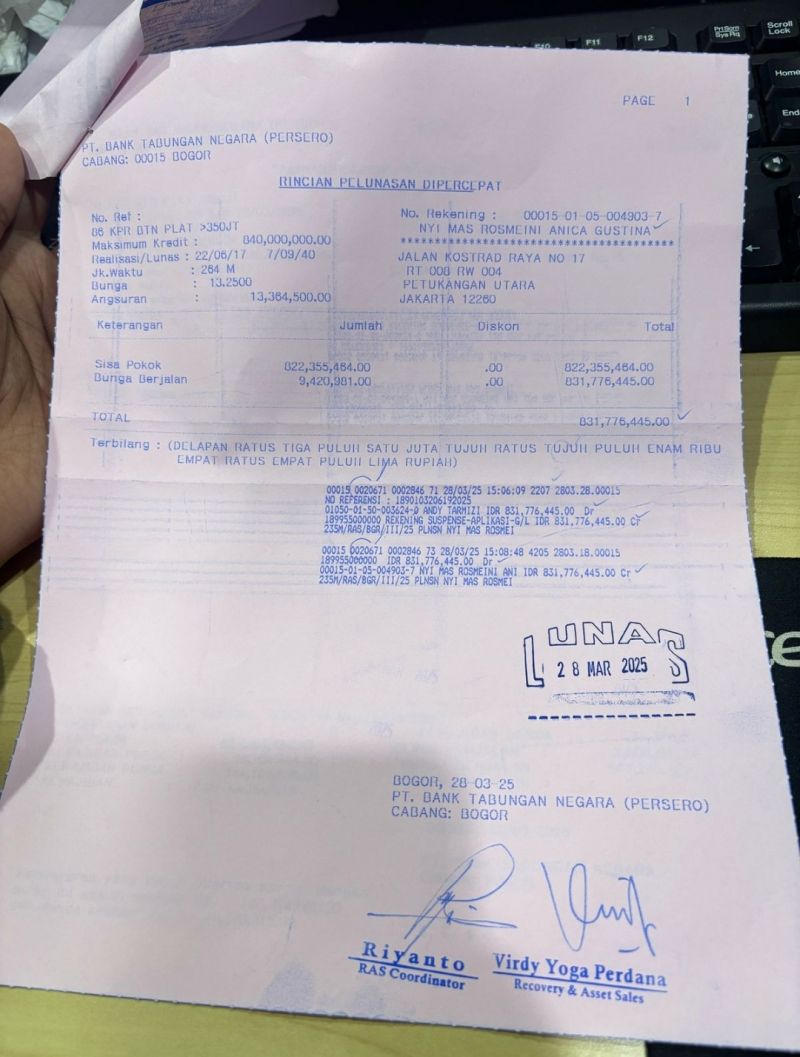 PrtScrn
SysRq
Scroll
Lock
F10
F11
F12
Home
End
PAGE 1
PT. BANK TABUNGAN NEGARA (PERSERO)
CABANG: 00015 BOGOR
RINCIAN PELUNASAN DIPERCEPAT
No. Ref :
86 KPR BTN PLAT >350JT
Maksimum Kredit : 840,000,000.00
Realisasi/Lunas : 22/06/17 7/09/40
Jk.Waktu : 264 M
Bunga : 13.2500
Angsuran : 13,364,500.00
No. Rekening : 00015-01-05-004903-7
NYI MAS ROSMEINI ANICA GUSTINA
****************************************
JALAN KOSTRAD RAYA NO 17
RT 008 RW 004
PETUKANGAN UTARA
JAKARTA 12260
Keterangan Jumlah Diskon Total
Sisa Pokok 822,355,464.00 .00 822,355,464.00
Bunga Berjalan 9,420,981.00 .00 831,776,445.00
TOTAL 831,776,445.00
Terbilang : (DELAPAN RATUS TIGA PULUH SATU JUTA TUJUH RATUS TUJUH PULUH ENAM RIBU
EMPAT RATUS EMPAT PULUH LIMA RUPIAH)
00015 0020671 0002846 71 28/03/25 15:06:09 2207 2803.28.00015
NO REFERENSI : 1890103206192025
01050-01-50-003624-0 ANDY TARMIZI IDR 831,776,445.00 Dr
189955000000 REKENING SUSPENSE-APLIKASI-G/L IDR 831,776,445.00 Cr
235M/RAS/BGR/III/25 PLNSN NYI MAS ROSMEI
00015 0020671 0002846 73 28/03/25 15:08:48 4205 2803.18.00015
189955000000 IDR 831,776,445.00 Dr
00015-01-05-004903-7 NYI MAS ROSMEINI ANI IDR 831,776,445.00 Cr
235M/RAS/BGR/III/25 PLNSN NYI MAS ROSMEI
LUNAS
28 MAR 2025
BOGOR, 28-03-25
PT. BANK TABUNGAN NEGARA (PERSERO)
CABANG: BOGOR
Riyanto
RAS Coordinator
Virdy Yoga Perdana
Recovery & Asset Sales